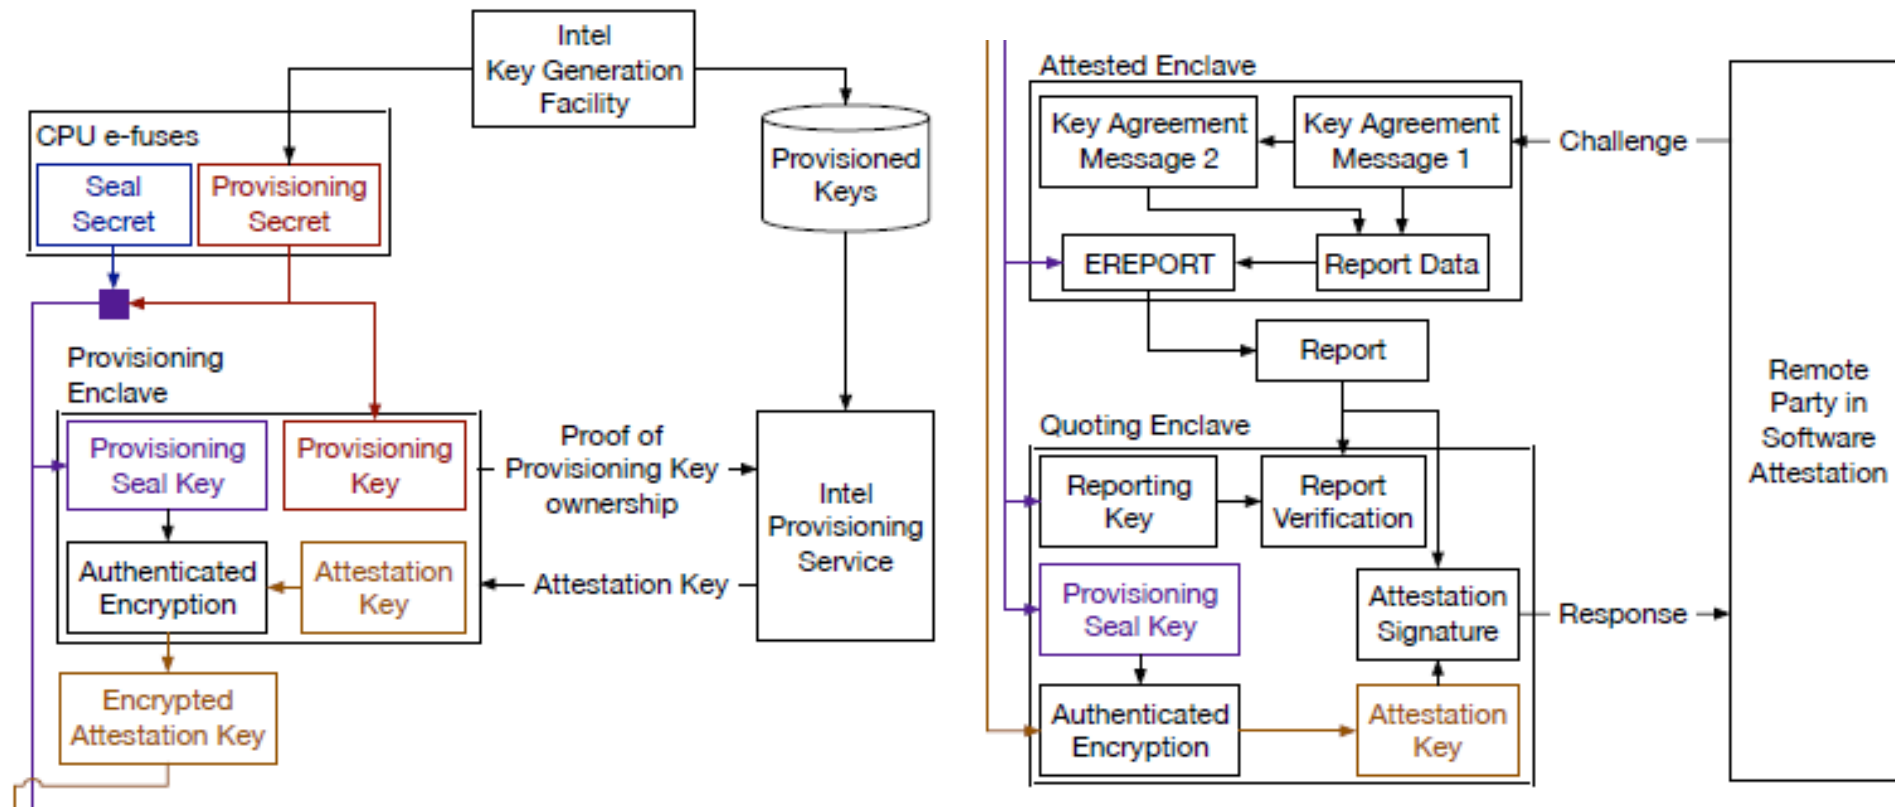 Intel
Key Generation
Facility
CPU e-fuses
Seal
Secret
Provisioning
Secret
Provisioned
Keys
Provisioning
Enclave
Provisioning
Seal Key
Provisioning
Key
Proof of
Provisioning Key
ownership
Intel
Provisioning
Service
Authenticated
Encryption
Attestation
Key
Attestation Key
Encrypted
Attestation Key
Attested Enclave
Key Agreement
Message 2
Key Agreement
Message 1
Challenge
EREPORT
Report Data
Report
Remote
Party in
Software
Attestation
Quoting Enclave
Reporting
Key
Report
Verification
Provisioning
Seal Key
Attestation
Signature
Response
Authenticated
Encryption
Attestation
Key